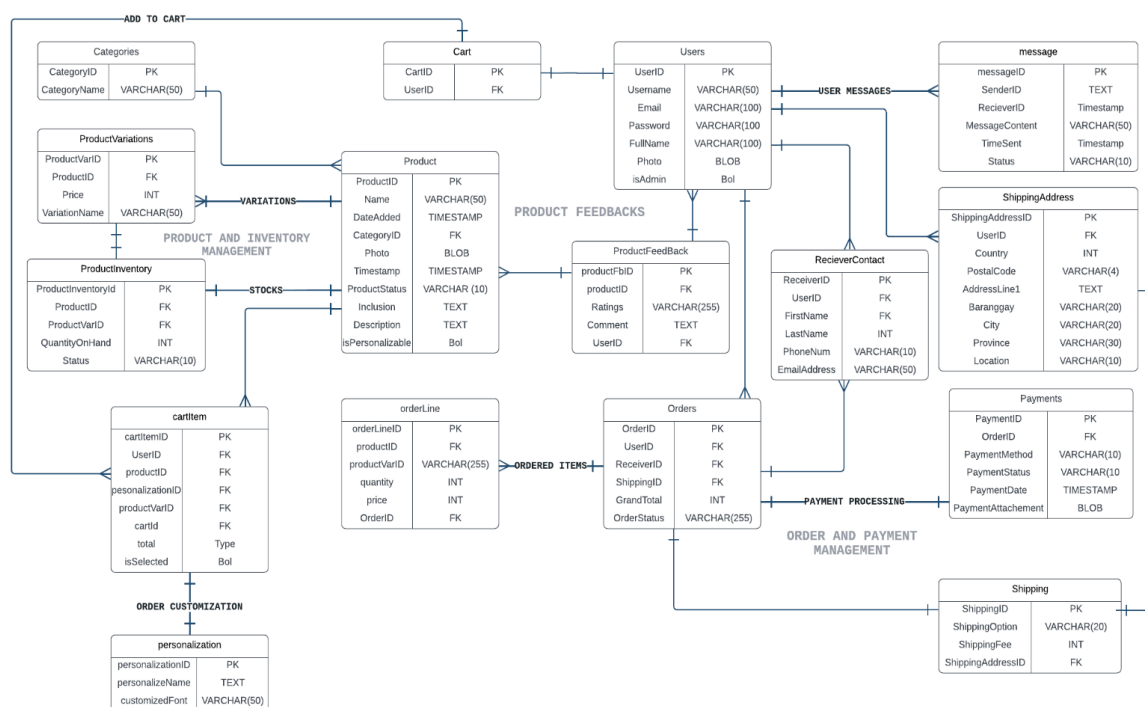 ADD TO CART
Categories
CategoryID PK
CategoryName VARCHAR(50)
Cart
CartID PK
UserID FK
Users
UserID PK
Username VARCHAR(50)
Email VARCHAR(100)
Password VARCHAR(100
FullName VARCHAR(100)
Photo BLOB
isAdmin Bol
USER MESSAGES
message
messageID PK
SenderID TEXT
RecieverID Timestamp
MessageContent VARCHAR(50)
TimeSent Timestamp
Status VARCHAR(10)
ProductVariations
ProductVarID PK
ProductID FK
Price INT
VariationName VARCHAR(50)
VARIATIONS
PRODUCT AND INVENTORY
MANAGEMENT
Product
ProductID PK
Name VARCHAR(50)
DateAdded TIMESTAMP
CategoryID FK
Photo BLOB
Timestamp TIMESTAMP
ProductStatus VARCHAR (10)
Inclusion TEXT
Description TEXT
isPersonalizable Bol
PRODUCT FEEDBACKS
ProductFeedBack
productFbID PK
productID FK
Ratings VARCHAR(255)
Comment TEXT
UserID FK
RecieverContact
ReceiverID PK
UserID FK
FirstName FK
LastName INT
PhoneNum VARCHAR(10)
EmailAddress VARCHAR(50)
ShippingAddress
ShippingAddressID PK
UserID FK
Country INT
PostalCode VARCHAR(4)
AddressLine1 TEXT
Baranggay VARCHAR(20)
City VARCHAR(20)
Province VARCHAR(30)
Location VARCHAR(10)
ProductInventory
ProductInventoryId PK
ProductID FK
ProductVarID FK
QuantityOnHand INT
Status VARCHAR(10)
STOCKS
cartItem
cartItemID PK
UserID FK
productID FK
pesonalizationID FK
productVarID FK
cartId FK
total Type
isSelected Bol
orderLine
orderLineID PK
productID FK
productVarID VARCHAR(255)
quantity INT
price INT
OrderID FK
ORDERED ITEMS
Orders
OrderID PK
UserID FK
ReceiverID FK
ShippingID FK
GrandTotal INT
OrderStatus VARCHAR(255)
PAYMENT PROCESSING
Payments
PaymentID PK
OrderID FK
PaymentMethod VARCHAR(10)
PaymentStatus VARCHAR(10
PaymentDate TIMESTAMP
PaymentAttachement BLOB
ORDER AND PAYMENT
MANAGEMENT
Shipping
ShippingID PK
ShippingOption VARCHAR(20)
ShippingFee INT
ShippingAddressID FK
ORDER CUSTOMIZATION
personalization
personalizationID PK
personalizeName TEXT
customizedFont VARCHAR(50)